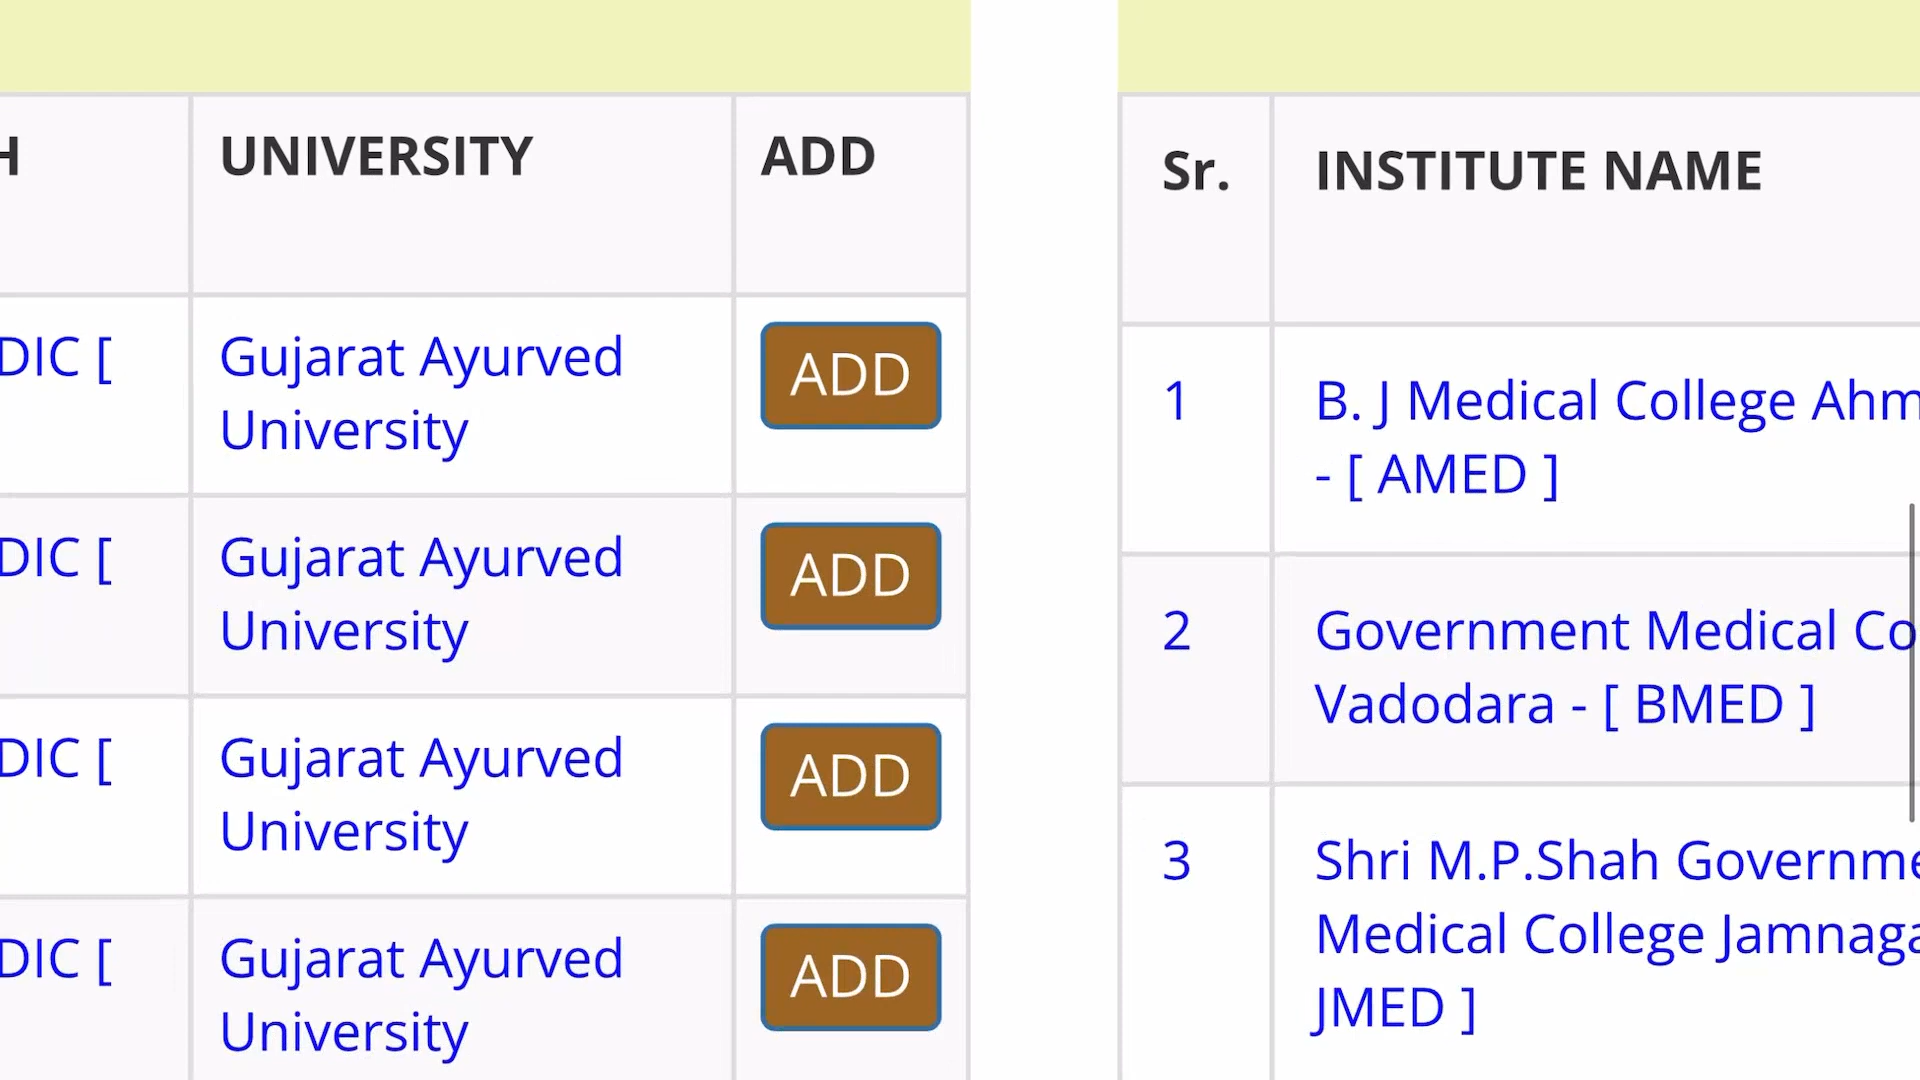 H UNIVERSITY ADD
DIC [ Gujarat Ayurved ADD
University
DIC [ Gujarat Ayurved ADD
University
DIC [ Gujarat Ayurved ADD
University
DIC [ Gujarat Ayurved ADD
University
Sr. INSTITUTE NAME
1 B. J Medical College Ahm
- [ AMED ]
2 Government Medical Co
Vadodara - [ BMED ]
3 Shri M.P.Shah Governme
Medical College Jamnaga
JMED ]